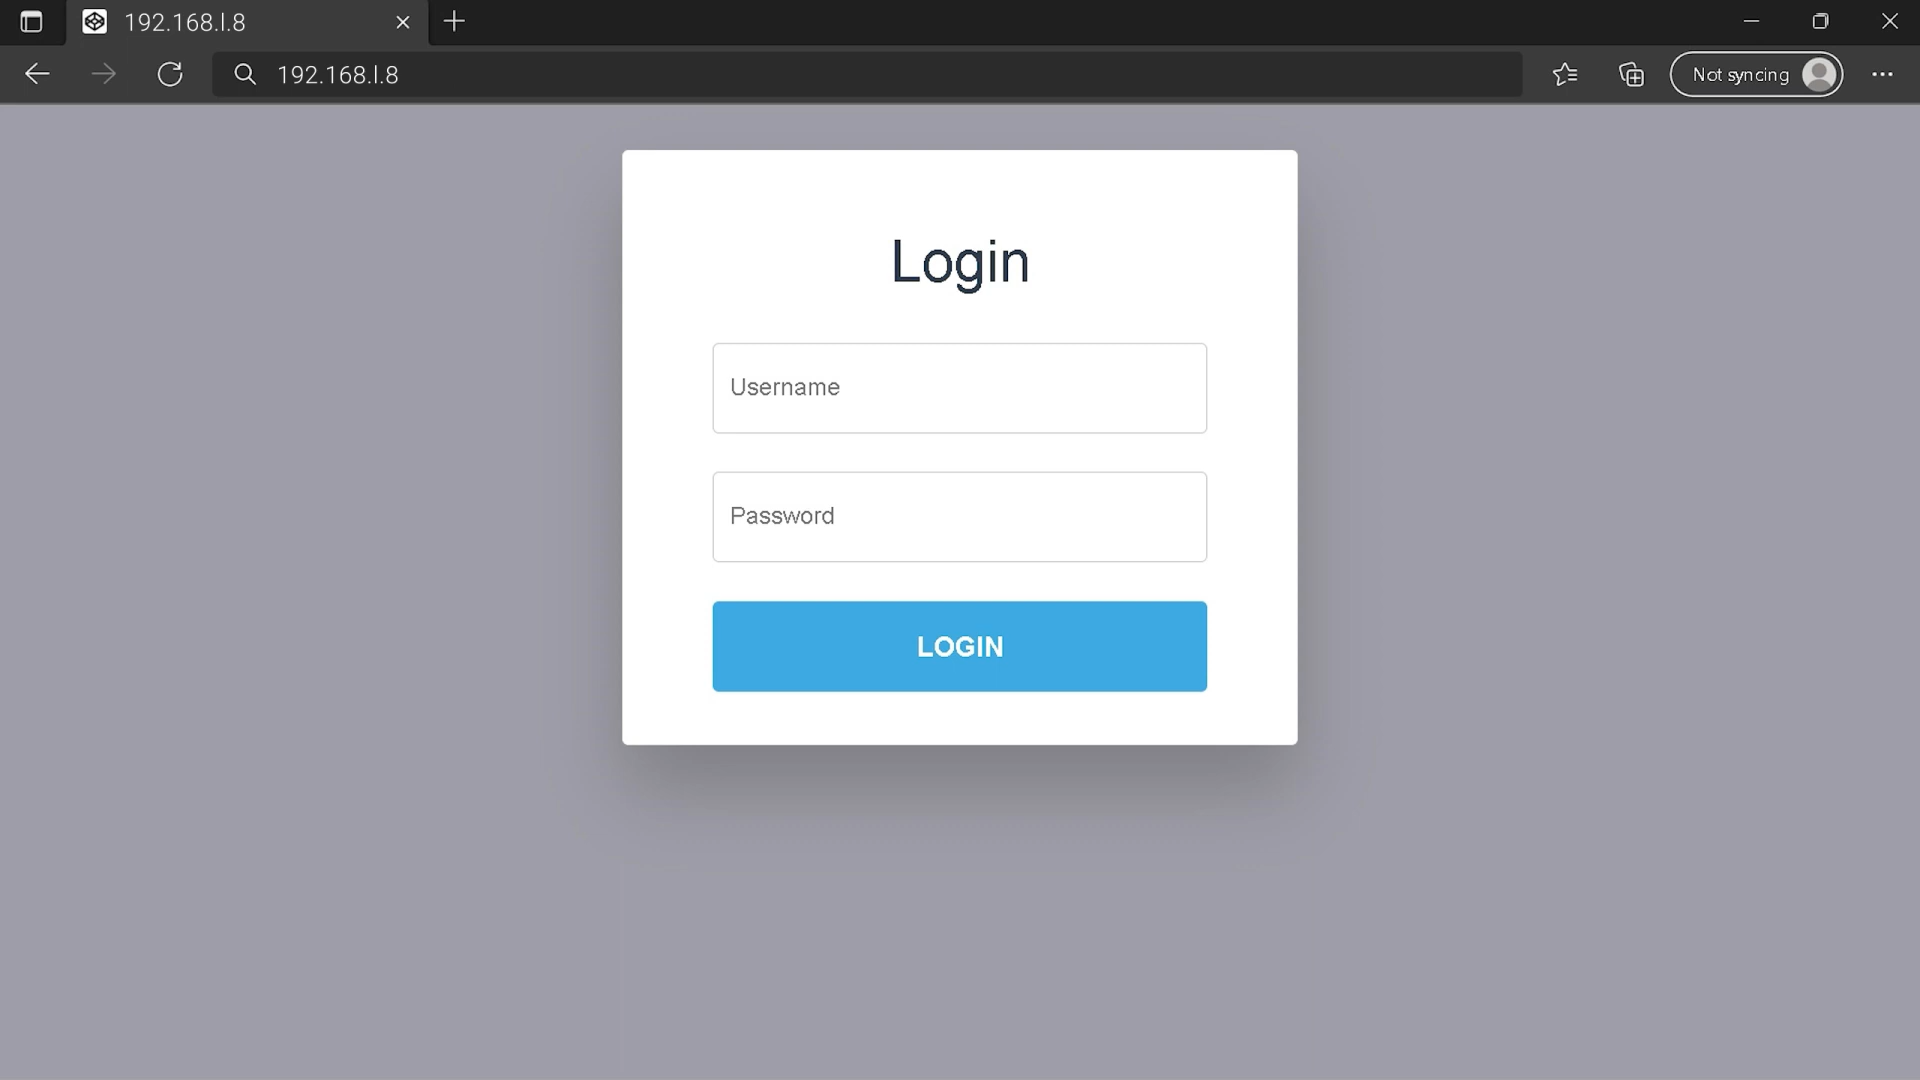 192.168.l.8
192.168.l.8
Not syncing
Login
Username
Password
LOGIN